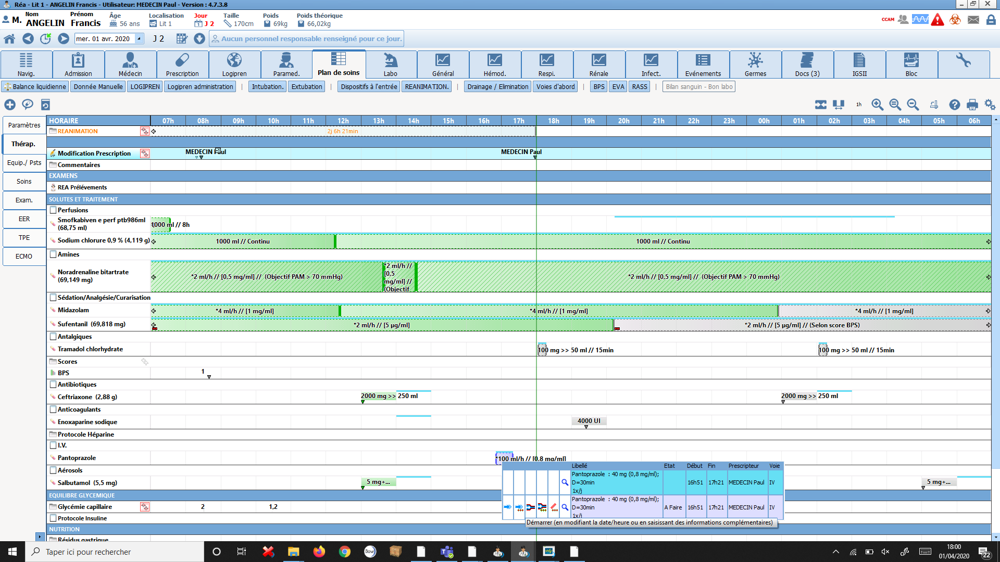 Réa - Lit 1 - ANGELIN Francis - Utilisateur: MEDECIN Paul - Version : 4.7.3.8
M. Nom ANGELIN Prénom Francis Âge 56 ans Localisation Lit 1 Jour J 2 Taille 170cm Poids 69kg Poids théorique 66,02kg CCAM
mer. 01 avr. 2020 J 2 Aucun personnel responsable renseigné pour ce jour.
Navig. Admission Médecin Prescription Logipren Paramed. Plan de soins Labo Général Hémod. Respi. Rénale Infect. Evénements Germes Docs (3) IGSII Bloc
Balance liquidienne Donnée Manuelle LOGIPREN Logipren administration | Intubation. Extubation | Dispositifs à l'entrée REANIMATION. | Drainage / Elimination Voies d'abord | BPS EVA RASS | Bilan sanguin - Bon labo
1h
Paramètres
Thérap.
Equip./ Psts
Soins
Exam.
EER
TPE
ECMO
HORAIRE 07h 08h 09h 10h 11h 12h 13h 14h 15h 16h 17h 18h 19h 20h 21h 22h 23h 00h 01h 02h 03h 04h 05h 06h
REANIMATION 2j 6h 21min
Modification Prescription MEDECIN Paul MEDECIN Paul
Commentaires
EXAMENS
REA Prélévements
SOLUTES ET TRAITEMENT
Perfusions
Smofkabiven e perf ptb986ml
(68,75 ml) 1000 ml // 8h
Sodium chlorure 0,9 % (4,119 g) 1000 ml // Continu 1000 ml // Continu
Amines
Noradrenaline bitartrate
(69,149 mg) *2 ml/h // [0,5 mg/ml] // (Objectif PAM > 70 mmHg)
*2 ml/h //
[0,5
mg/ml] //
(Objectif
*2 ml/h // [0,5 mg/ml] // (Objectif PAM > 70 mmHg)
Sédation/Analgésie/Curarisation
Midazolam *4 ml/h // [1 mg/ml] *4 ml/h // [1 mg/ml] *4 ml/h // [1 mg/ml]
Sufentanil (69,818 mg) *2 ml/h // [5 µg/ml] *2 ml/h // [5 µg/ml] // (Selon score BPS)
Antalgiques
Tramadol chlorhydrate 100 mg >> 50 ml // 15min 100 mg >> 50 ml // 15min
Scores
BPS 1
Antibiotiques
Ceftriaxone (2,88 g) 2000 mg >> 250 ml 2000 mg >> 250 ml
Anticoagulants
Enoxaparine sodique 4000 UI
Protocole Héparine
I.V.
Pantoprazole *100 ml/h // [0,8 mg/ml]
Aérosols
Salbutamol (5,5 mg) 5 mg+... 5 mg+...
EQUILIBRE GLYCEMIQUE
Glycémie capillaire 2 1,2
Protocole Insuline
NUTRITION
Résidus gastrique
Libellé Etat Début Fin Prescripteur Voie
Pantoprazole : 40 mg (0,8 mg/ml);
D=30min 16h51 17h21 MEDECIN Paul IV
1x/j
Pantoprazole : 40 mg (0,8 mg/ml);
D=30min A Faire 16h51 17h21 MEDECIN Paul IV
1x/j
Démarrer (en modifiant la date/heure ou en saisissant des informations complémentaires)
Taper ici pour rechercher
Bow
18:00
01/04/2020
22